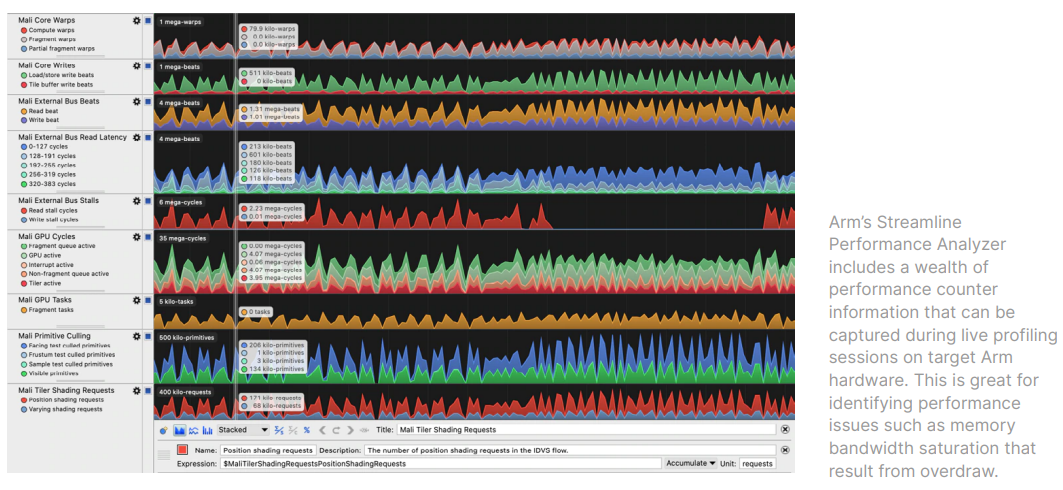 Mali Core Warps
Compute warps
Fragment warps
Partial fragment warps
1 mega-warps
79.9 kilo-warps
0.0 kilo-warps
0.0 kilo-warps
Mali Core Writes
Load/store write beats
Tile buffer write beats
1 mega-beats
511 kilo-beats
0 kilo-beats
Mali External Bus Beats
Read beat
Write beat
4 mega-beats
1.31 mega-beats
1.01 mega-beats
Mali External Bus Read Latency
0-127 cycles
128-191 cycles
192-255 cycles
256-319 cycles
320-383 cycles
4 mega-beats
213 kilo-beats
601 kilo-beats
180 kilo-beats
126 kilo-beats
118 kilo-beats
Mali External Bus Stalls
Read stall cycles
Write stall cycles
6 mega-cycles
2.23 mega-cycles
0.01 mega-cycles
Mali GPU Cycles
Fragment queue active
GPU active
Interrupt active
Non-fragment queue active
Tiler active
35 mega-cycles
0.00 mega-cycles
4.07 mega-cycles
0.06 mega-cycles
4.07 mega-cycles
3.95 mega-cycles
Mali GPU Tasks
Fragment tasks
5 kilo-tasks
0 tasks
Mali Primitive Culling
Facing test culled primitives
Frustum test culled primitives
Sample test culled primitives
Visible primitives
500 kilo-primitives
206 kilo-primitives
1 kilo-primitives
3 kilo-primitives
134 kilo-primitives
Mali Tiler Shading Requests
Position shading requests
Varying shading requests
400 kilo-requests
171 kilo-requests
68 kilo-requests
Stacked
Title: Mali Tiler Shading Requests
Name: Position shading requests Description: The number of position shading requests in the IDVS flow.
Expression: $MaliTilerShadingRequestsPositionShadingRequests Accumulate Unit: requests
Arm's Streamline
Performance Analyzer
includes a wealth of
performance counter
information that can be
captured during live profiling
sessions on target Arm
hardware. This is great for
identifying performance
issues such as memory
bandwidth saturation that
result from overdraw.